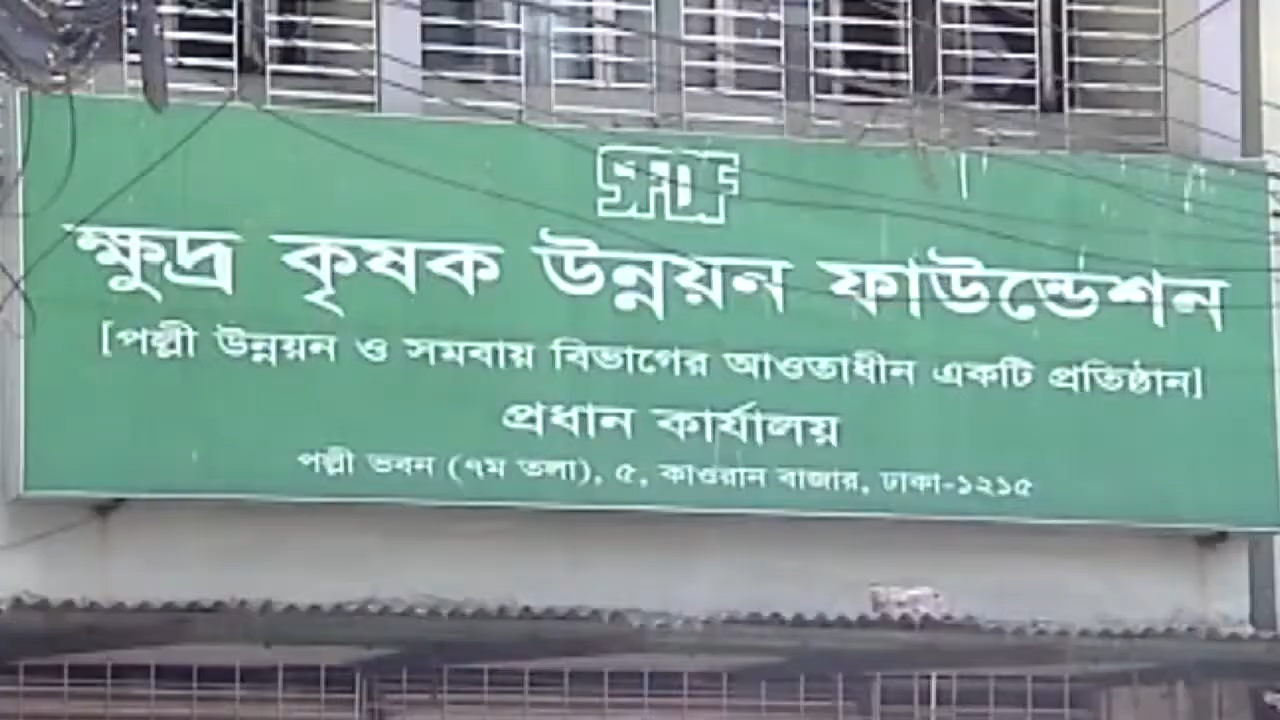 SFDF
ক্ষুদ্র কৃষক উন্নয়ন ফাউন্ডেশন
[পল্লী উন্নয়ন ও সমবায় বিভাগের আওতাধীন একটি প্রতিষ্ঠান]
প্রধান কার্যালয়
পল্লী ভবন (৭ম তলা), ৫, কাওরান বাজার, ঢাকা-১২১৫